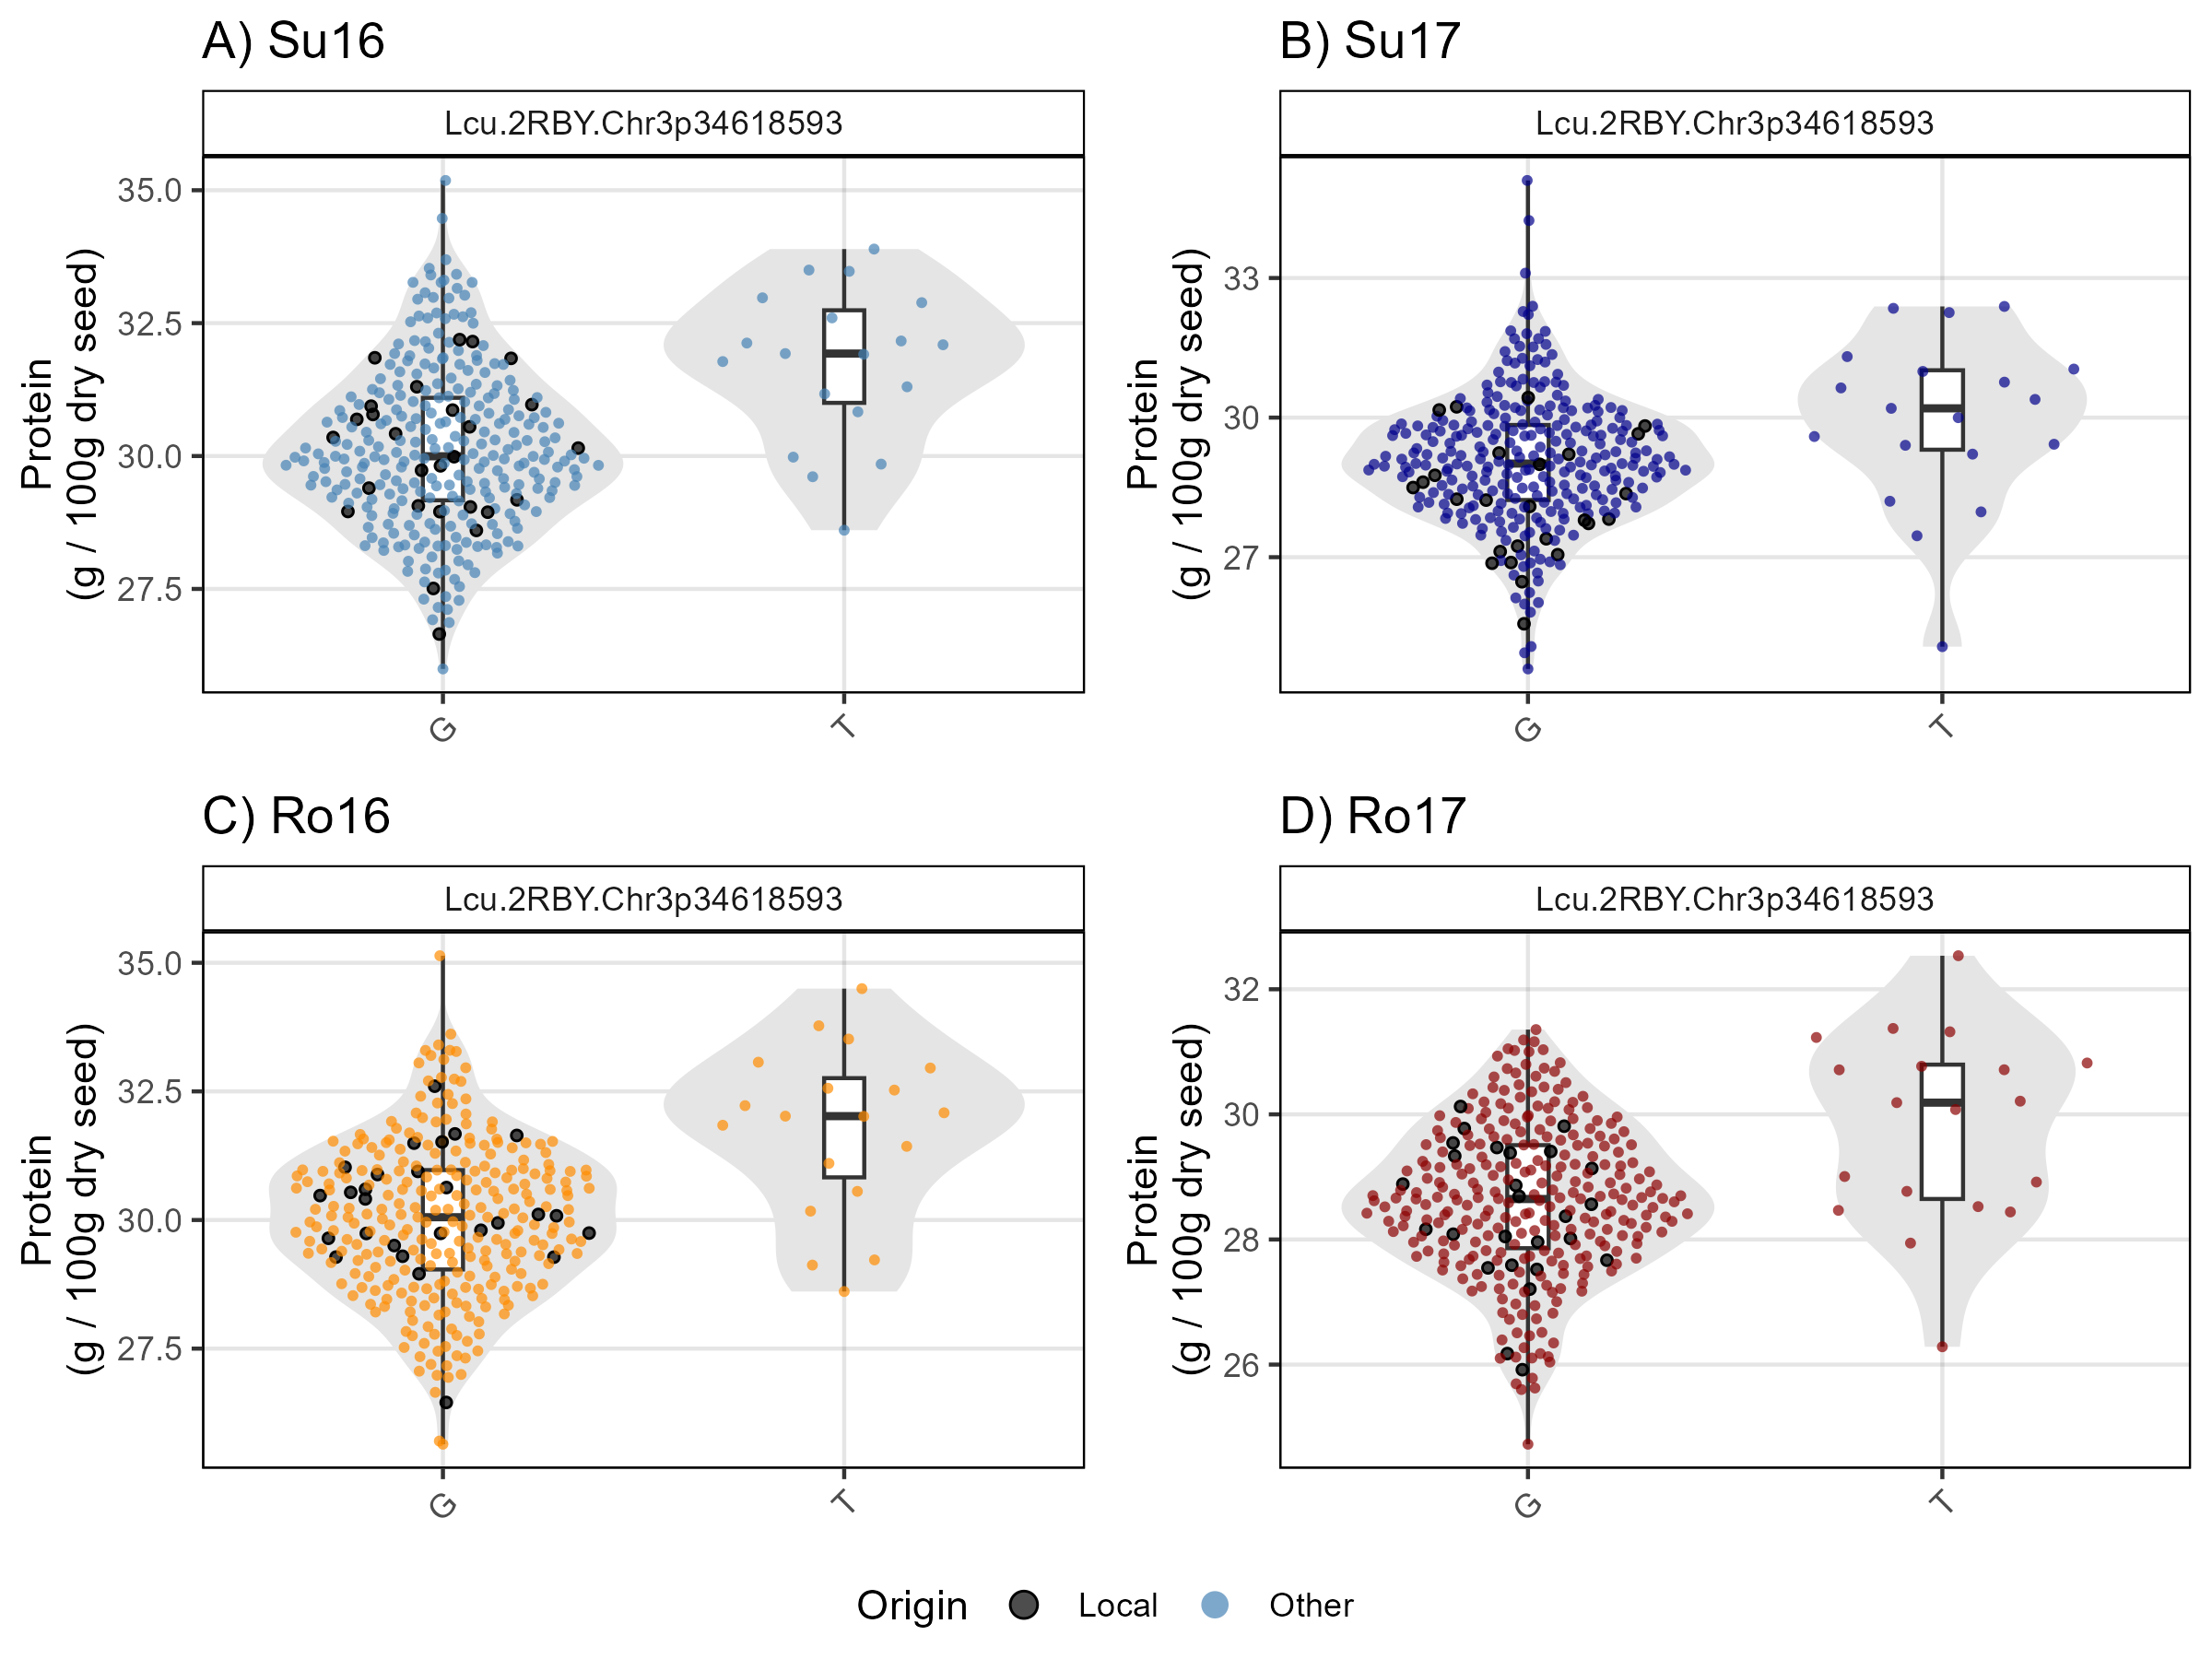 A) Su16
Lcu.2RBY.Chr3p34618593
Protein
(g / 100g dry seed)
35.0
32.5
30.0
27.5
G
T
B) Su17
Lcu.2RBY.Chr3p34618593
Protein
(g / 100g dry seed)
33
30
27
G
T
C) Ro16
Lcu.2RBY.Chr3p34618593
Protein
(g / 100g dry seed)
35.0
32.5
30.0
27.5
G
T
D) Ro17
Lcu.2RBY.Chr3p34618593
Protein
(g / 100g dry seed)
32
30
28
26
G
T
Origin Local Other